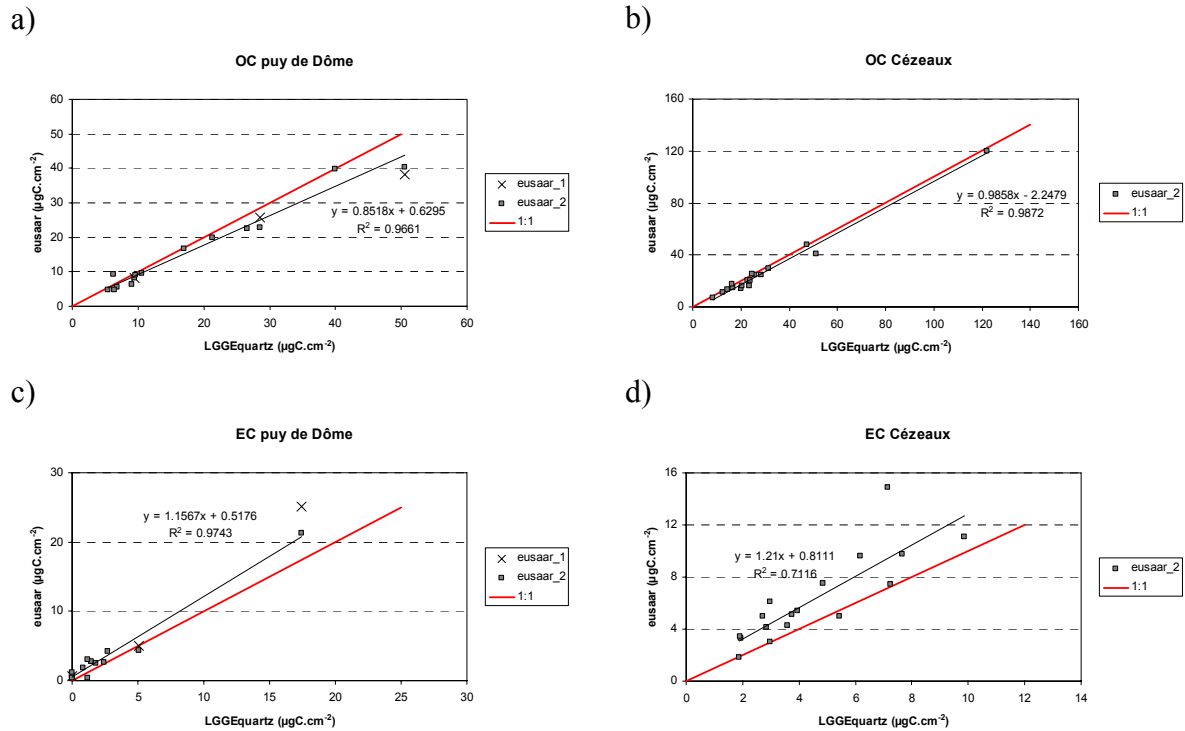 a)
OC puy de Dôme
60
50
40
30
20
10
0
0 10 20 30 40 50 60
eusaar (µgC.cm-2)
LGGEquartz (µgC.cm-2)
y = 0.8518x + 0.6295
R2 = 0.9661
eusaar_1
eusaar_2
1:1
b)
OC Cézeaux
160
120
80
40
0
0 20 40 60 80 100 120 140 160
eusaar (µgC.cm-2)
LGGEquartz (µgC.cm-2)
y = 0.9858x - 2.2479
R2 = 0.9872
eusaar_2
1:1
c)
EC puy de Dôme
30
20
10
0
0 5 10 15 20 25 30
eusaar (µgC.cm-2)
LGGEquartz (µgC.cm-2)
y = 1.1567x + 0.5176
R2 = 0.9743
eusaar_1
eusaar_2
1:1
d)
EC Cézeaux
16
12
8
4
0
0 2 4 6 8 10 12 14
eusaar (µgC.cm-2)
LGGEquartz (µgC.cm-2)
y = 1.21x + 0.8111
R2 = 0.7116
eusaar_2
1:1